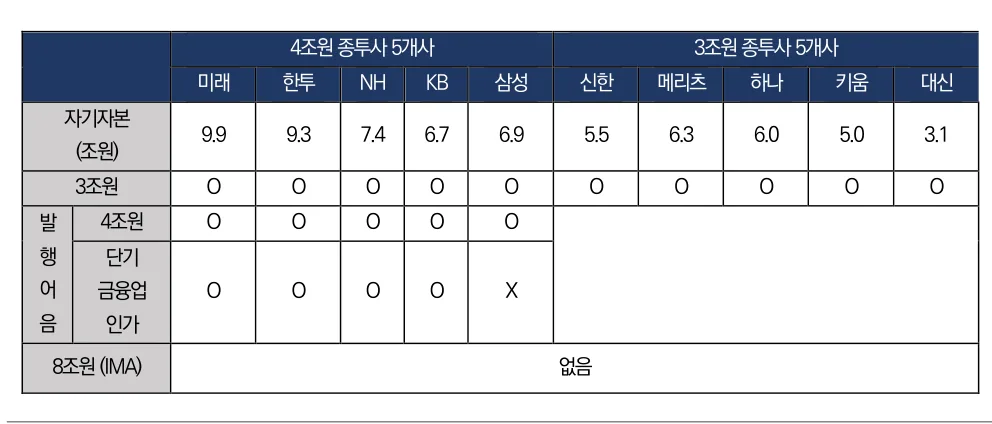 4조원 종투사 5개사 3조원 종투사 5개사
미래 한투 NH KB 삼성 신한 메리츠 하나 키움 대신
자기자본
(조원) 9.9 9.3 7.4 6.7 6.9 5.5 6.3 6.0 5.0 3.1
3조원 O O O O O O O O O O
발행어음
4조원 O O O O O
단기
금융업
인가 O O O O X
8조원 (IMA) 없음